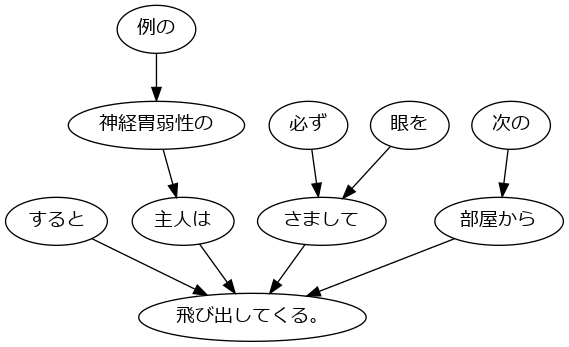 例の
神経胃弱性の
必ず
眼を
次の
すると
主人は
さまして
部屋から
飛び出してくる。